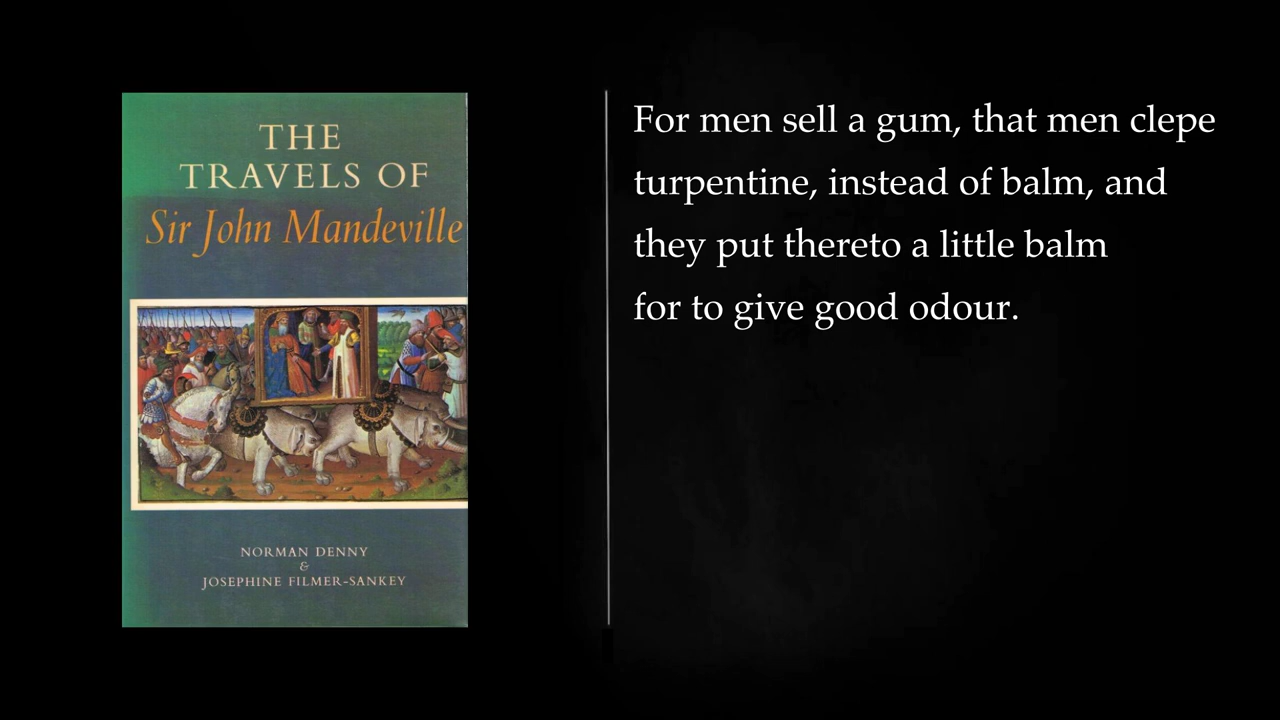 THE
TRAVELS OF
Sir John Mandeville
NORMAN DENNY
&
JOSEPHINE FILMER-SANKEY
For men sell a gum, that men clepe
turpentine, instead of balm, and
they put thereto a little balm
for to give good odour.